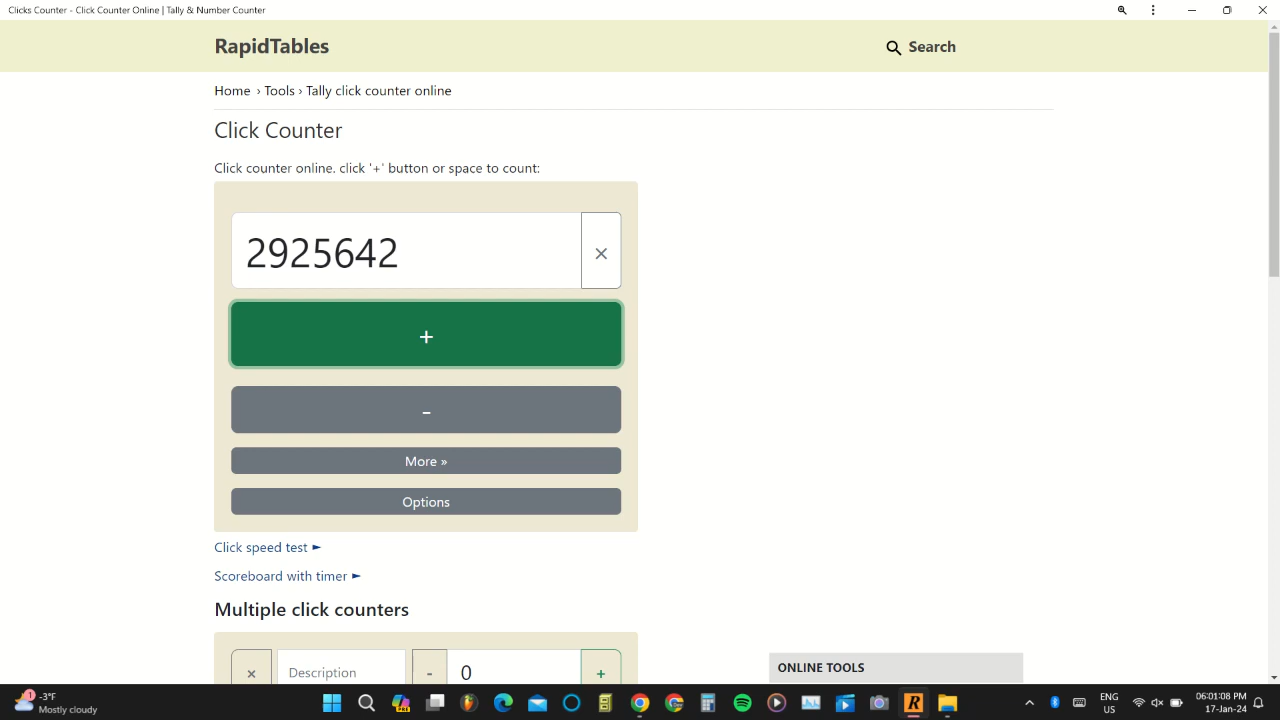 Clicks Counter - Click Counter Online | Tally & Number Counter
RapidTables
Search
Home › Tools › Tally click counter online
Click Counter
Click counter online. click '+' button or space to count:
2925642
×
+
-
More »
Options
Click speed test ►
Scoreboard with timer ►
Multiple click counters
× Description - 0 +
ONLINE TOOLS
1
-3°F
Mostly cloudy
PRE
R
ENG
US
06:01:08 PM
17-Jan-24